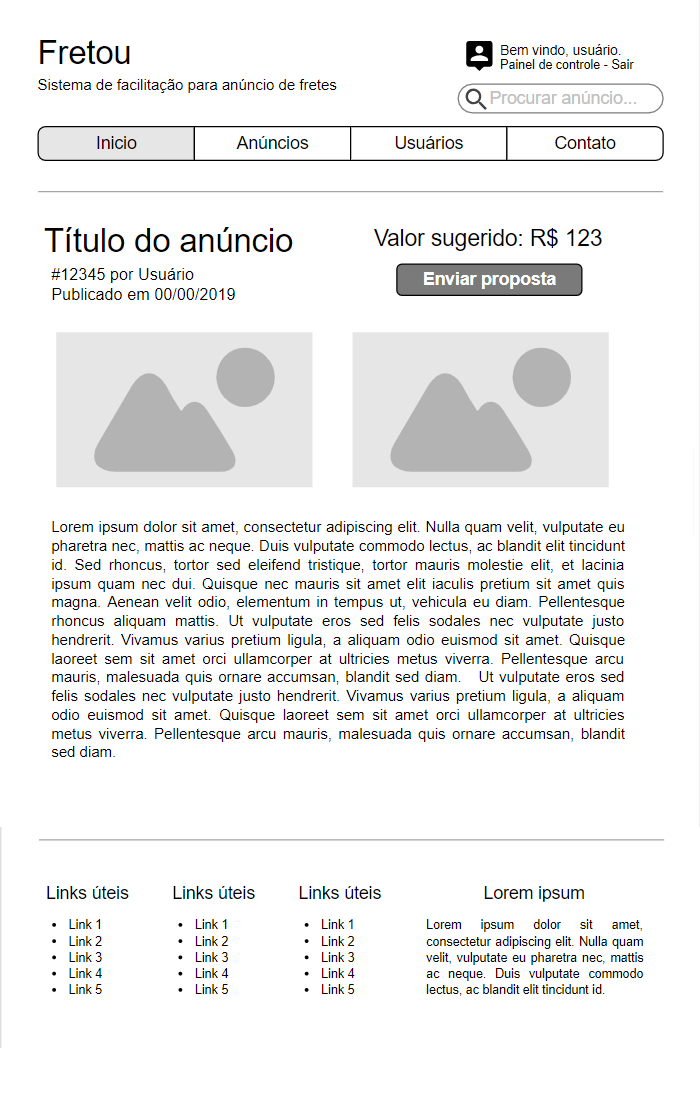 Fretou
Sistema de facilitação para anúncio de fretes
Bem vindo, usuário.
Painel de controle - Sair
Procurar anúncio...
Inicio
Anúncios
Usuários
Contato
Título do anúncio
#12345 por Usuário
Publicado em 00/00/2019
Valor sugerido: R$ 123
Enviar proposta
Lorem ipsum dolor sit amet, consectetur adipiscing elit. Nulla quam velit, vulputate eu
pharetra nec, mattis ac neque. Duis vulputate commodo lectus, ac blandit elit tincidunt
id. Sed rhoncus, tortor sed eleifend tristique, tortor mauris molestie elit, et lacinia
ipsum quam nec dui. Quisque nec mauris sit amet elit iaculis pretium sit amet quis
magna. Aenean velit odio, elementum in tempus ut, vehicula eu diam. Pellentesque
rhoncus aliquam mattis. Ut vulputate eros sed felis sodales nec vulputate justo
hendrerit. Vivamus varius pretium ligula, a aliquam odio euismod sit amet. Quisque
laoreet sem sit amet orci ullamcorper at ultricies metus viverra. Pellentesque arcu
mauris, malesuada quis ornare accumsan, blandit sed diam. Ut vulputate eros sed
felis sodales nec vulputate justo hendrerit. Vivamus varius pretium ligula, a aliquam
odio euismod sit amet. Quisque laoreet sem sit amet orci ullamcorper at ultricies
metus viverra. Pellentesque arcu mauris, malesuada quis ornare accumsan, blandit
sed diam.
Links úteis
• Link 1
• Link 2
• Link 3
• Link 4
• Link 5
Links úteis
• Link 1
• Link 2
• Link 3
• Link 4
• Link 5
Links úteis
• Link 1
• Link 2
• Link 3
• Link 4
• Link 5
Lorem ipsum
Lorem ipsum dolor sit amet,
consectetur adipiscing elit. Nulla quam
velit, vulputate eu pharetra nec, mattis
ac neque. Duis vulputate commodo
lectus, ac blandit elit tincidunt id.